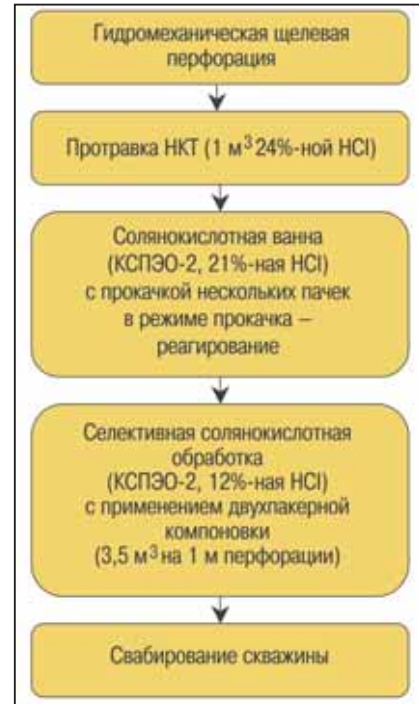 Гидромеханическая щелевая
перфорация
Протравка НКТ (1 м³ 24%-ной HCl)
Солянокислотная ванна
(КСПЭО-2, 21%-ная HCl)
с прокачкой нескольких пачек
в режиме прокачка –
реагирование
Селективная солянокислотная
обработка
(КСПЭО-2, 12%-ная HCl)
с применением двухпакерной
компоновки
(3,5 м³ на 1 м перфорации)
Свабирование скважины